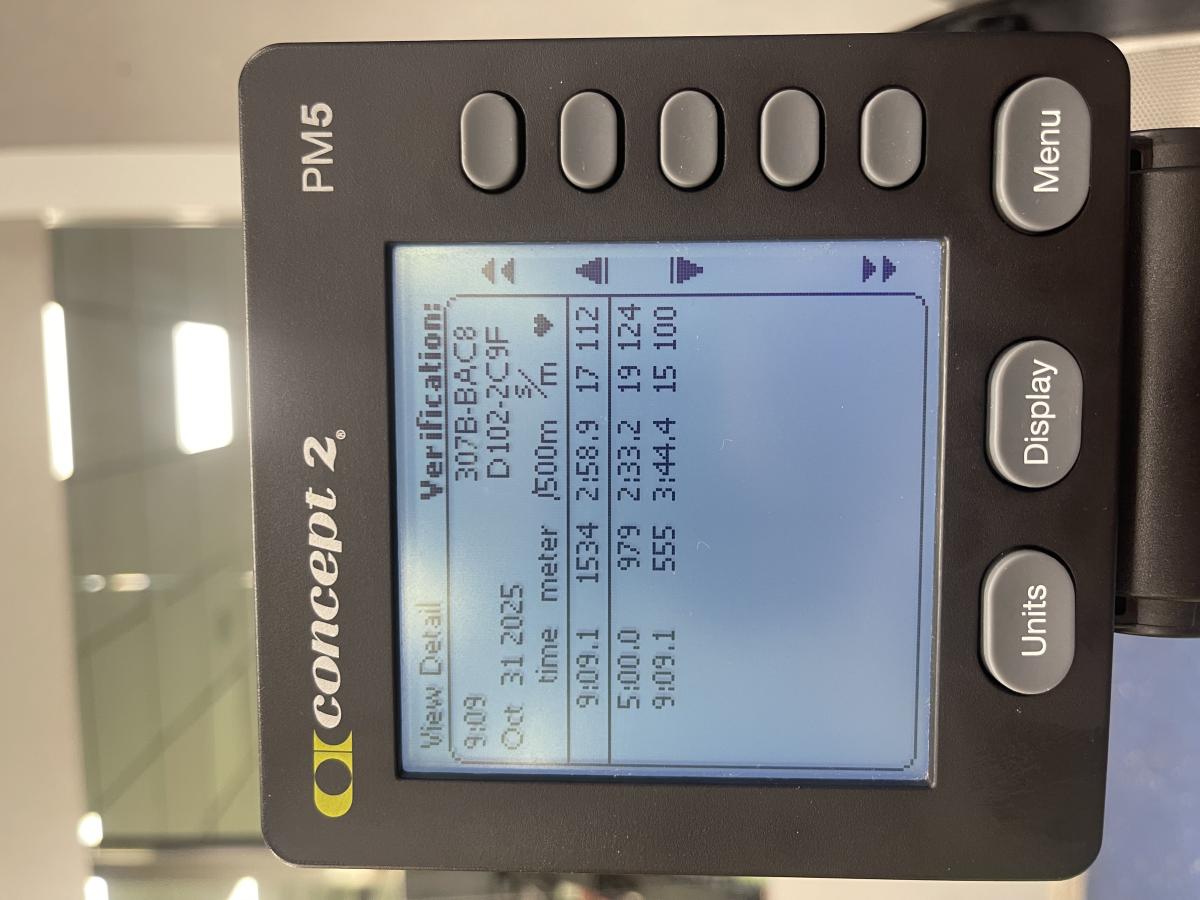 concept 2® PM5
View Detail Verification:
9:09 307B-BAC8
Oct 31 2025 D102-2C9F
time meter /500m s/m ♥
9:09.1 1534 2:58.9 17 112
5:00.0 979 2:33.2 19 124
9:09.1 555 3:44.4 15 100
Units Display Menu